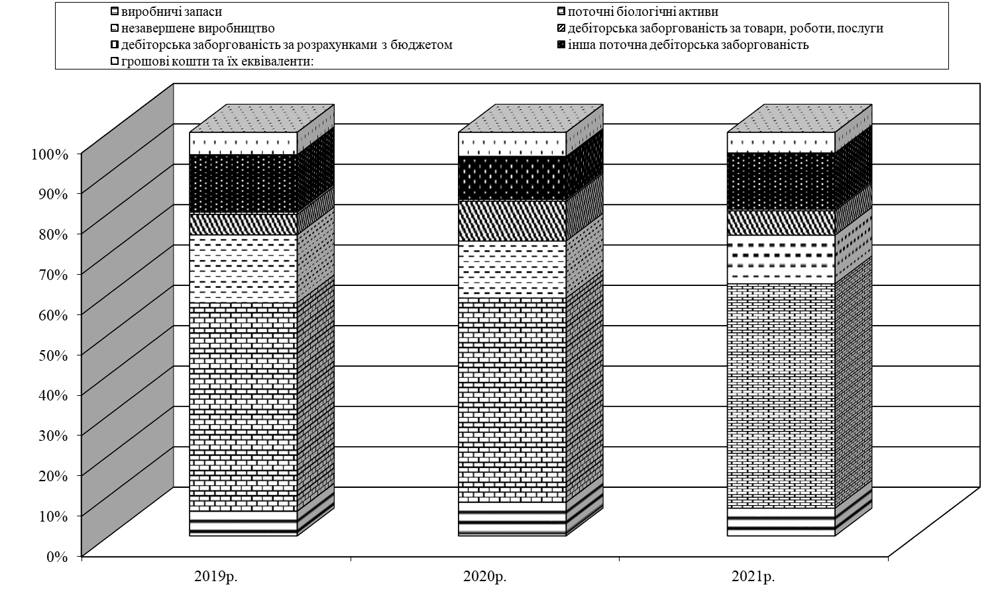 виробничі запаси
поточні біологічні активи
незавершене виробництво
дебіторська заборгованість за товари, роботи, послуги
дебіторська заборгованість за розрахунками з бюджетом
інша поточна дебіторська заборгованість
грошові кошти та їх еквіваленти:
100%
90%
80%
70%
60%
50%
40%
30%
20%
10%
0%
2019р.
2020р.
2021р.